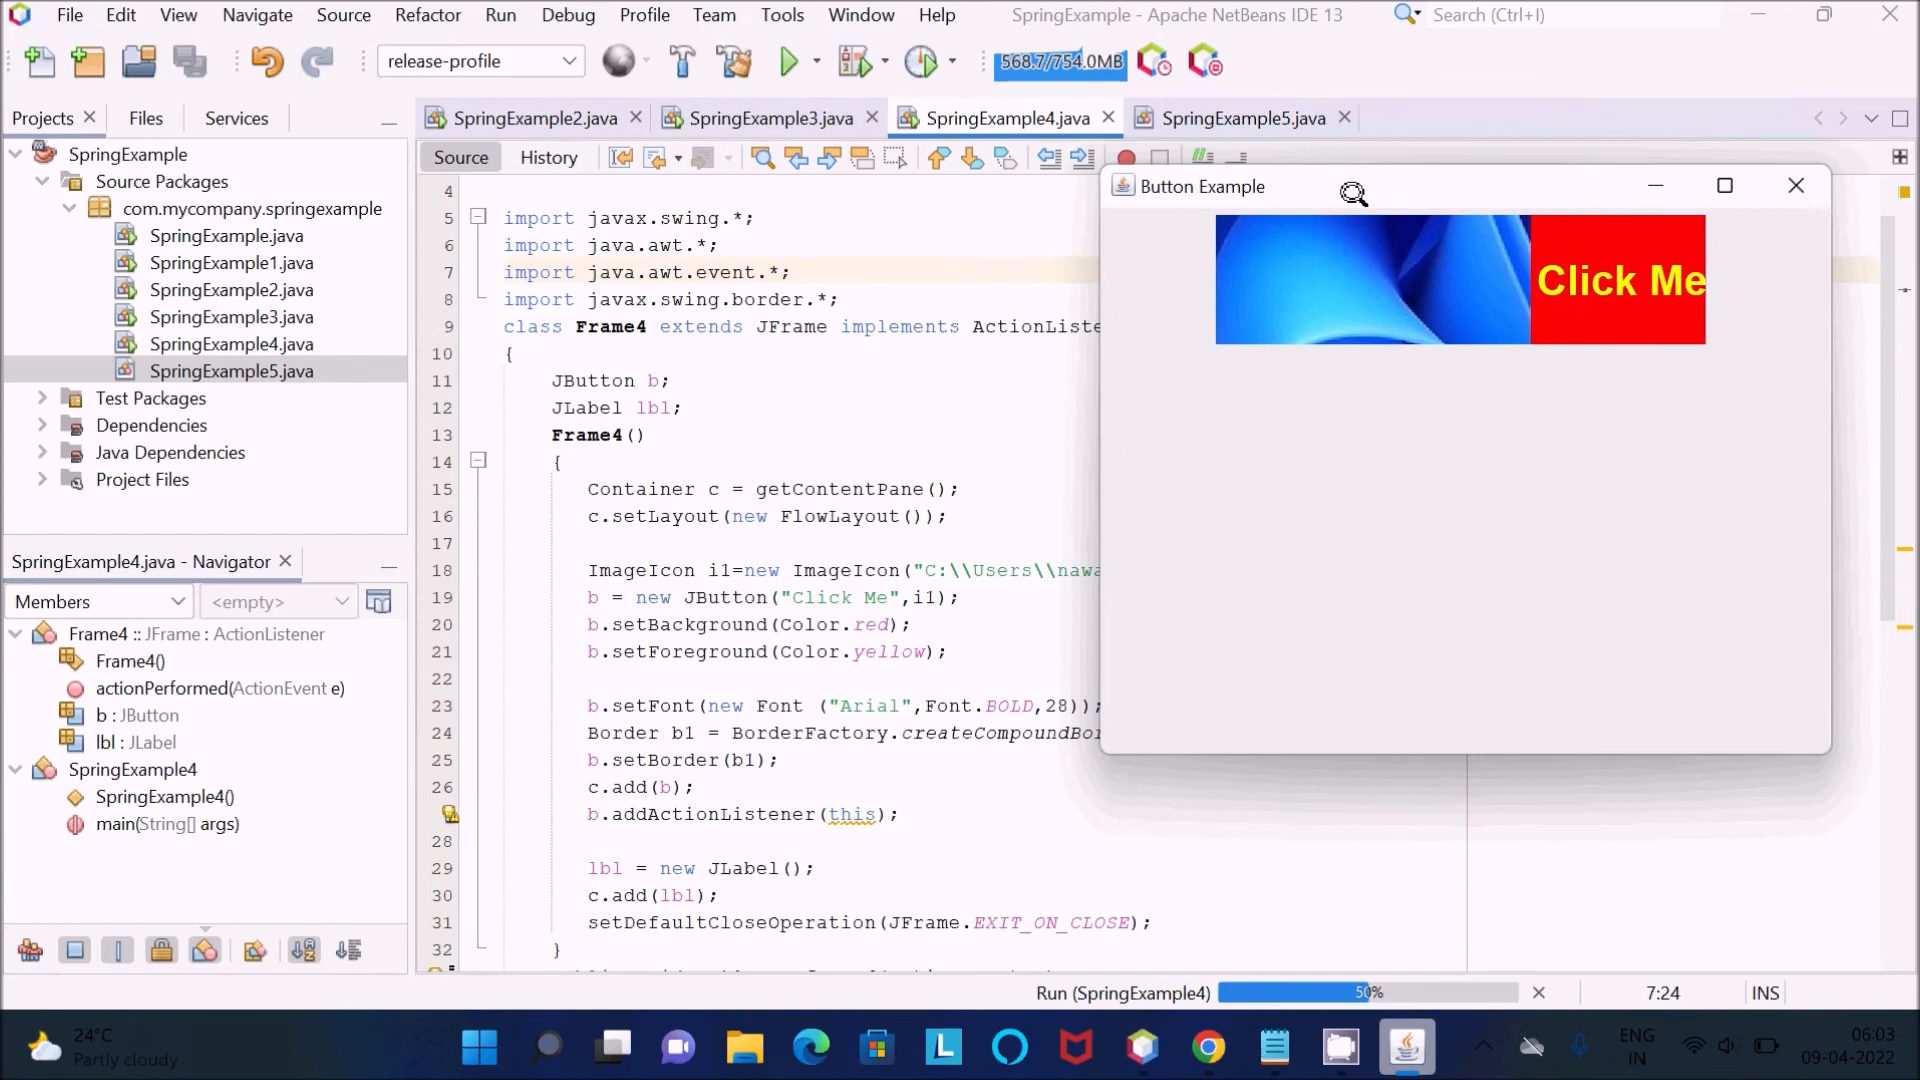 File Edit View Navigate Source Refactor Run Debug Profile Team Tools Window Help SpringExample - Apache NetBeans IDE 13 Search (Ctrl+I)
release-profile 568.7/754.0MB
Projects Files Services SpringExample2.java SpringExample3.java SpringExample4.java SpringExample5.java
Source History
SpringExample
Source Packages
com.mycompany.springexample
SpringExample.java
SpringExample1.java
SpringExample2.java
SpringExample3.java
SpringExample4.java
SpringExample5.java
Test Packages
Dependencies
Java Dependencies
Project Files
SpringExample4.java - Navigator
Members <empty>
Frame4 :: JFrame : ActionListener
Frame4()
actionPerformed(ActionEvent e)
b : JButton
lbl : JLabel
SpringExample4
SpringExample4()
main(String[] args)
4
5 import javax.swing.*;
6 import java.awt.*;
7 import java.awt.event.*;
8 import javax.swing.border.*;
9 class Frame4 extends JFrame implements ActionListe
10 {
11 JButton b;
12 JLabel lbl;
13 Frame4()
14 {
15 Container c = getContentPane();
16 c.setLayout(new FlowLayout());
17
18 ImageIcon i1=new ImageIcon("C:\\Users\\nawa
19 b = new JButton("Click Me",i1);
20 b.setBackground(Color.red);
21 b.setForeground(Color.yellow);
22
23 b.setFont(new Font ("Arial",Font.BOLD,28));
24 Border b1 = BorderFactory.createCompoundBor
25 b.setBorder(b1);
26 c.add(b);
b.addActionListener(this);
28
29 lbl = new JLabel();
30 c.add(lbl);
31 setDefaultCloseOperation(JFrame.EXIT_ON_CLOSE);
32 }
Button Example
Click Me
Run (SpringExample4) 50% 7:24 INS
24°C
Partly cloudy
ENG
IN
06:03
09-04-2022